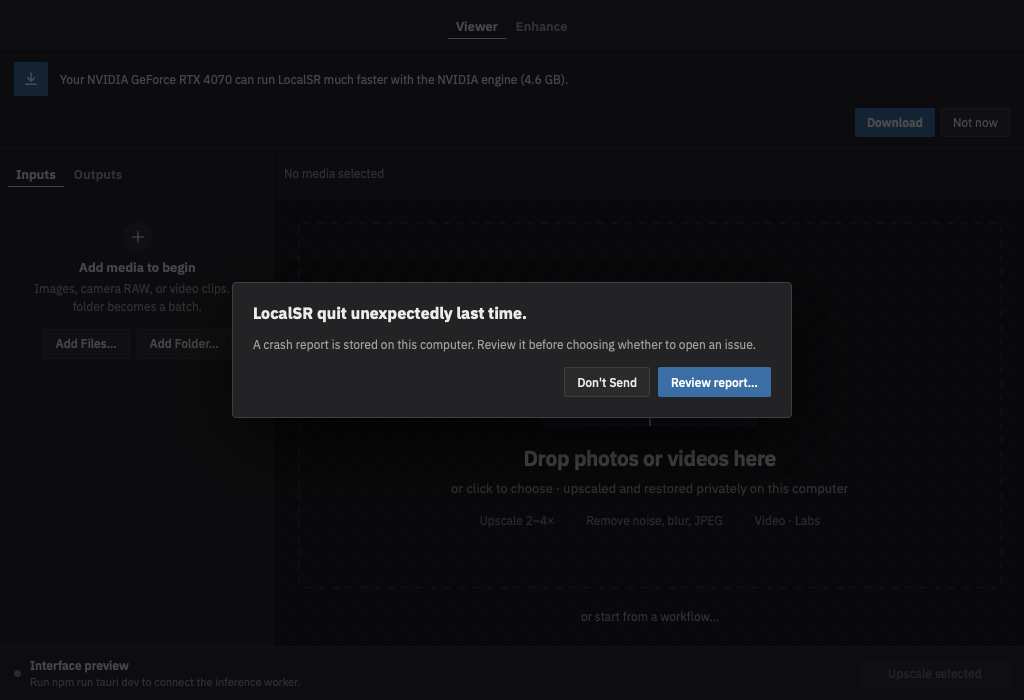 Viewer Enhance
Your NVIDIA GeForce RTX 4070 can run LocalSR much faster with the NVIDIA engine (4.6 GB).
Download Not now
Inputs Outputs
No media selected
Add media to begin
Images, camera RAW, or video clips.
folder becomes a batch.
Add Files... Add Folder...
LocalSR quit unexpectedly last time.
A crash report is stored on this computer. Review it before choosing whether to open an issue.
Don't Send Review report...
Drop photos or videos here
or click to choose · upscaled and restored privately on this computer
Upscale 2–4× · Remove noise, blur, JPEG · Video · Labs
or start from a workflow...
Interface preview
Run npm run tauri dev to connect the inference worker.
Upscale selected